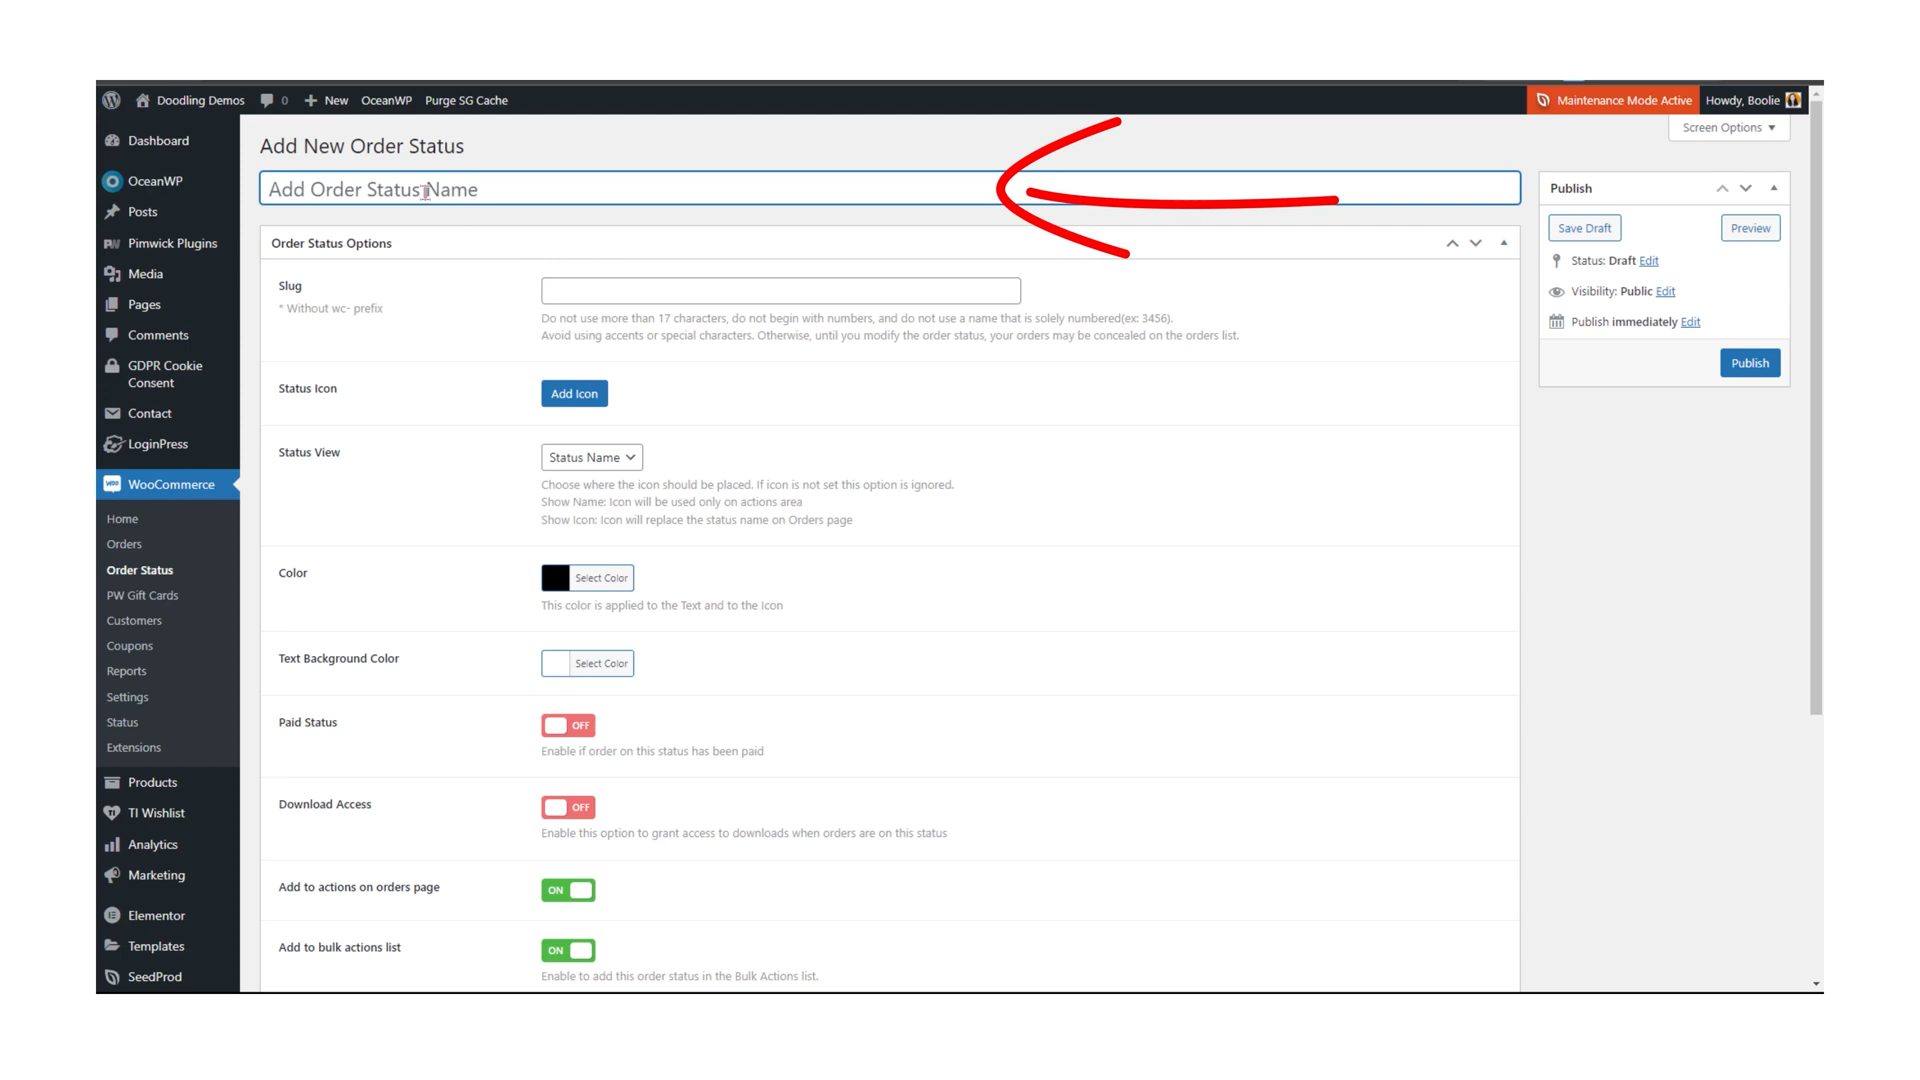 Doodling Demos 0 New OceanWP Purge SG Cache Maintenance Mode Active Howdy, Boolie
Screen Options
Dashboard
OceanWP
Posts
Pimwick Plugins
Media
Pages
Comments
GDPR Cookie
Consent
Contact
LoginPress
WooCommerce
Home
Orders
Order Status
PW Gift Cards
Customers
Coupons
Reports
Settings
Status
Extensions
Products
TI Wishlist
Analytics
Marketing
Elementor
Templates
SeedProd
Add New Order Status
Add Order Status Name
Order Status Options
Slug
* Without wc- prefix
Do not use more than 17 characters, do not begin with numbers, and do not use a name that is solely numbered(ex: 3456).
Avoid using accents or special characters. Otherwise, until you modify the order status, your orders may be concealed on the orders list.
Status Icon
Add Icon
Status View
Status Name
Choose where the icon should be placed. If icon is not set this option is ignored.
Show Name: Icon will be used only on actions area
Show Icon: Icon will replace the status name on Orders page
Color
Select Color
This color is applied to the Text and to the Icon
Text Background Color
Select Color
Paid Status
OFF
Enable if order on this status has been paid
Download Access
OFF
Enable this option to grant access to downloads when orders are on this status
Add to actions on orders page
ON
Add to bulk actions list
ON
Enable to add this order status in the Bulk Actions list.
Publish
Save Draft Preview
Status: Draft Edit
Visibility: Public Edit
Publish immediately Edit
Publish